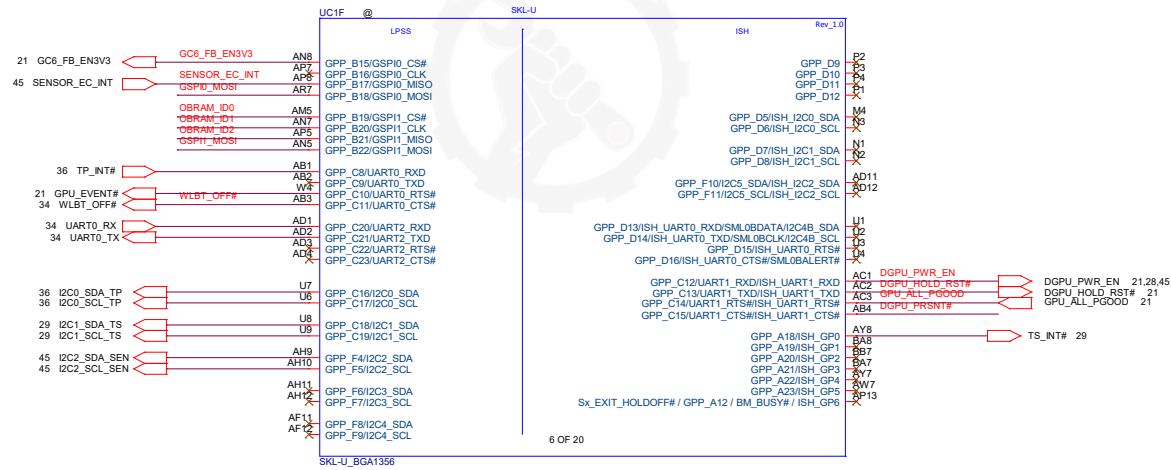 UC1F @ SKL-U
Rev_1.0
LPSS ISH
21 GC6_FB_EN3V3 GC6_FB_EN3V3 AN8 GPP_B15/GSPI0_CS#
AP7 GPP_B16/GSPI0_CLK
45 SENSOR_EC_INT SENSOR_EC_INT AP8 GPP_B17/GSPI0_MISO
GSPI0_MOSI AR7 GPP_B18/GSPI0_MOSI
OBRAM_ID0 AM5 GPP_B19/GSPI1_CS#
OBRAM_ID1 AN7 GPP_B20/GSPI1_CLK
OBRAM_ID2 AP5 GPP_B21/GSPI1_MISO
GSPI1_MOSI AN5 GPP_B22/GSPI1_MOSI
36 TP_INT# AB1 GPP_C8/UART0_RXD
AB2 GPP_C9/UART0_TXD
21 GPU_EVENT# W4 GPP_C10/UART0_RTS#
34 WLBT_OFF# WLBT_OFF# AB3 GPP_C11/UART0_CTS#
34 UART0_RX AD1 GPP_C20/UART2_RXD
34 UART0_TX AD2 GPP_C21/UART2_TXD
AD3 GPP_C22/UART2_RTS#
AD4 GPP_C23/UART2_CTS#
36 I2C0_SDA_TP U7 GPP_C16/I2C0_SDA
36 I2C0_SCL_TP U6 GPP_C17/I2C0_SCL
29 I2C1_SDA_TS U8 GPP_C18/I2C1_SDA
29 I2C1_SCL_TS U9 GPP_C19/I2C1_SCL
45 I2C2_SDA_SEN AH9 GPP_F4/I2C2_SDA
45 I2C2_SCL_SEN AH10 GPP_F5/I2C2_SCL
AH11 GPP_F6/I2C3_SDA
AH12 GPP_F7/I2C3_SCL
AF11 GPP_F8/I2C4_SDA
AF12 GPP_F9/I2C4_SCL
GPP_D9 P2
GPP_D10 P3
GPP_D11 P4
GPP_D12 P1
GPP_D5/ISH_I2C0_SDA M4
GPP_D6/ISH_I2C0_SCL N3
GPP_D7/ISH_I2C1_SDA N1
GPP_D8/ISH_I2C1_SCL N2
GPP_F10/I2C5_SDA/ISH_I2C2_SDA AD11
GPP_F11/I2C5_SCL/ISH_I2C2_SCL AD12
GPP_D13/ISH_UART0_RXD/SML0BDATA/I2C4B_SDA U1
GPP_D14/ISH_UART0_TXD/SML0BCLK/I2C4B_SCL U2
GPP_D15/ISH_UART0_RTS# U3
GPP_D16/ISH_UART0_CTS#/SML0BALERT# U4
GPP_C12/UART1_RXD/ISH_UART1_RXD AC1 DGPU_PWR_EN DGPU_PWR_EN 21,28,45
GPP_C13/UART1_TXD/ISH_UART1_TXD AC2 DGPU_HOLD_RST# DGPU_HOLD_RST# 21
GPP_C14/UART1_RTS#/ISH_UART1_RTS# AC3 GPU_ALL_PGOOD GPU_ALL_PGOOD 21
GPP_C15/UART1_CTS#/ISH_UART1_CTS# AB4 DGPU_PRSNT#
GPP_A18/ISH_GP0 AY8 TS_INT# 29
GPP_A19/ISH_GP1 BA8
GPP_A20/ISH_GP2 BB7
GPP_A21/ISH_GP3 BA7
GPP_A22/ISH_GP4 AY7
GPP_A23/ISH_GP5 AW7
Sx_EXIT_HOLDOFF# / GPP_A12 / BM_BUSY# / ISH_GP6 AP13
6 OF 20
SKL-U_BGA1356